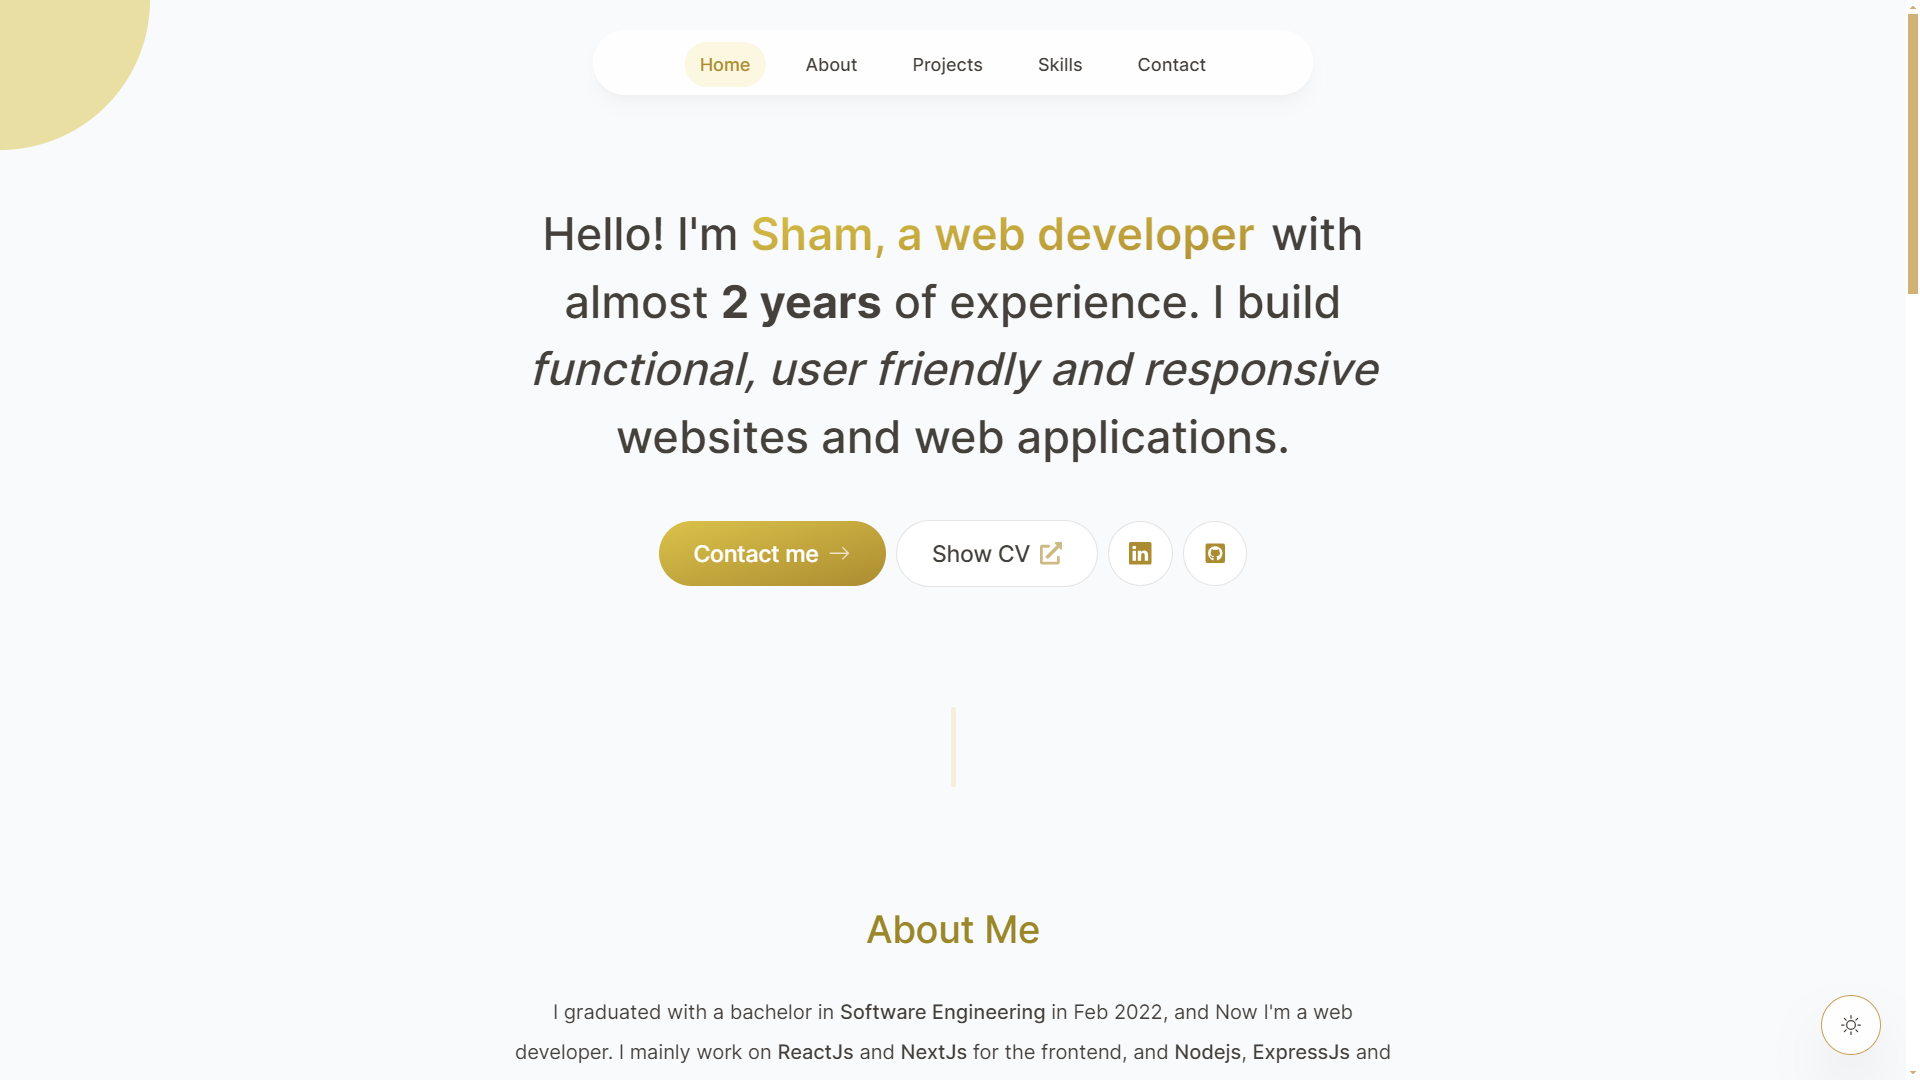 Home
About
Projects
Skills
Contact
Hello! I'm Sham, a web developer with
almost 2 years of experience. I build
functional, user friendly and responsive
websites and web applications.
Contact me
Show CV
in
About Me
I graduated with a bachelor in Software Engineering in Feb 2022, and Now I'm a web
developer. I mainly work on ReactJs and NextJs for the frontend, and Nodejs, ExpressJs and